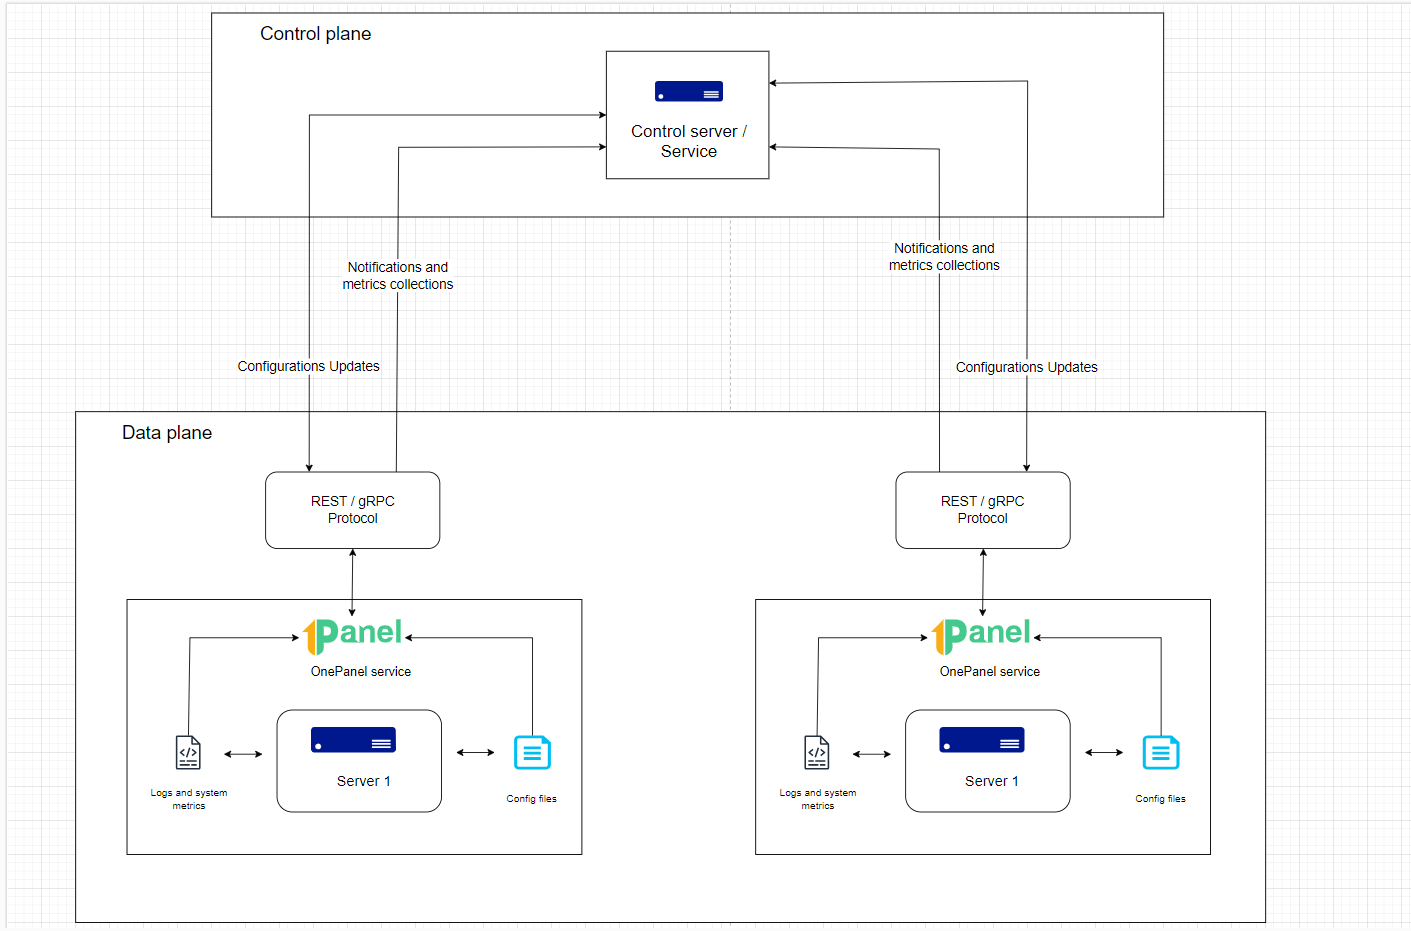 Control plane
Control server /
Service
Notifications and
metrics collections
Notifications and
metrics collections
Configurations Updates
Configurations Updates
Data plane
REST / gRPC
Protocol
REST / gRPC
Protocol
1Panel
OnePanel service
1Panel
OnePanel service
Server 1
Logs and system
metrics
Config files
Server 1
Logs and system
metrics
Config files